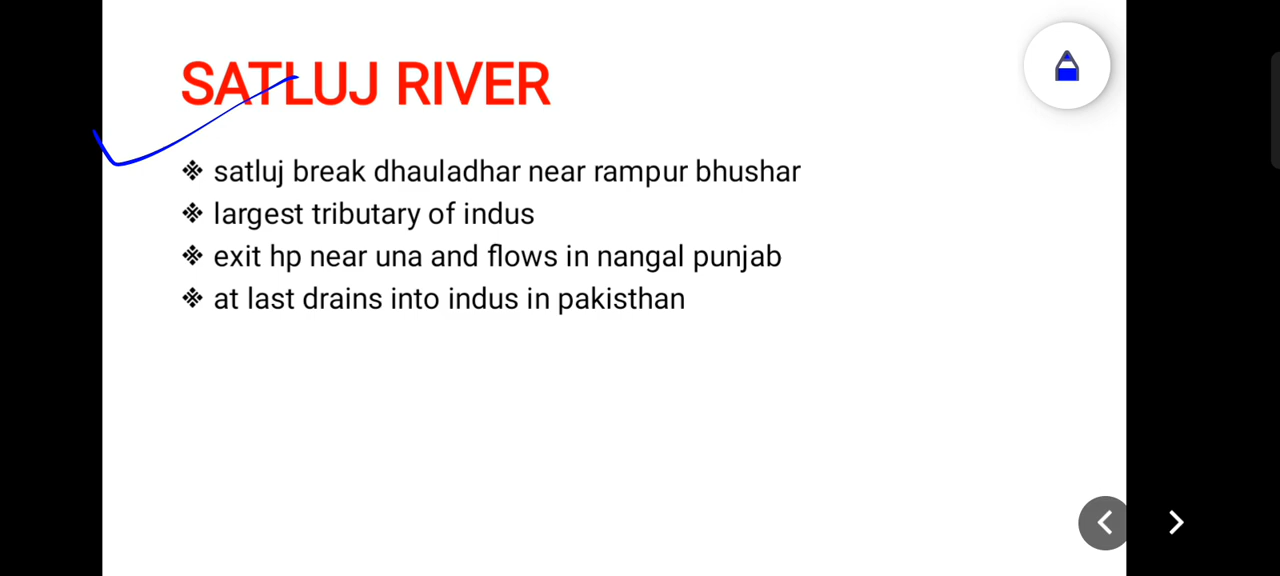 SATLUJ RIVER
❖ satluj break dhauladhar near rampur bhushar
❖ largest tributary of indus
❖ exit hp near una and flows in nangal punjab
❖ at last drains into indus in pakisthan